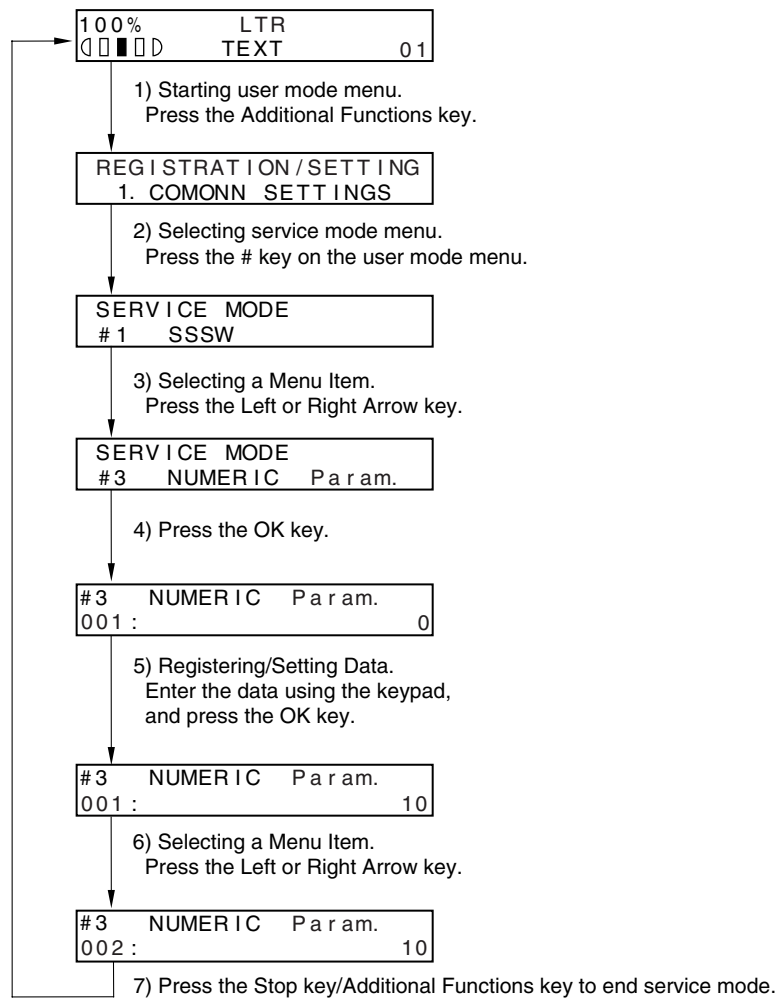 100% LTR
TEXT 01
1) Starting user mode menu.
Press the Additional Functions key.
REGISTRATION/SETTING
1. COMONN SETTINGS
2) Selecting service mode menu.
Press the # key on the user mode menu.
SERVICE MODE
#1 SSSW
3) Selecting a Menu Item.
Press the Left or Right Arrow key.
SERVICE MODE
#3 NUMERIC Param.
4) Press the OK key.
#3 NUMERIC Param.
001: 0
5) Registering/Setting Data.
Enter the data using the keypad,
and press the OK key.
#3 NUMERIC Param.
001: 10
6) Selecting a Menu Item.
Press the Left or Right Arrow key.
#3 NUMERIC Param.
002: 10
7) Press the Stop key/Additional Functions key to end service mode.